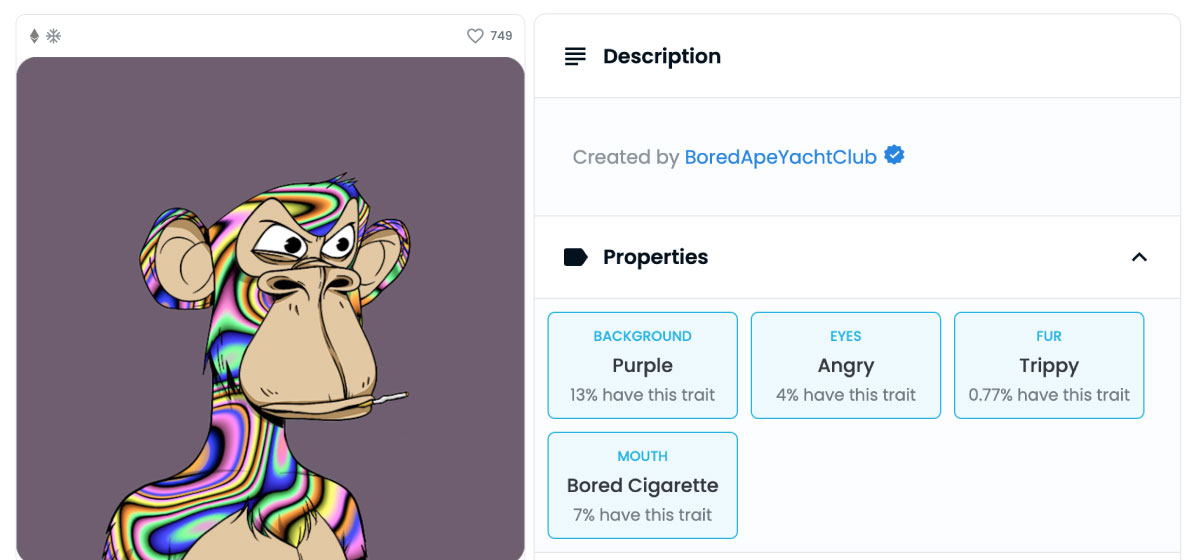 749
Description
Created by BoredApeYachtClub
Properties
BACKGROUND
Purple
13% have this trait
EYES
Angry
4% have this trait
FUR
Trippy
0.77% have this trait
MOUTH
Bored Cigarette
7% have this trait